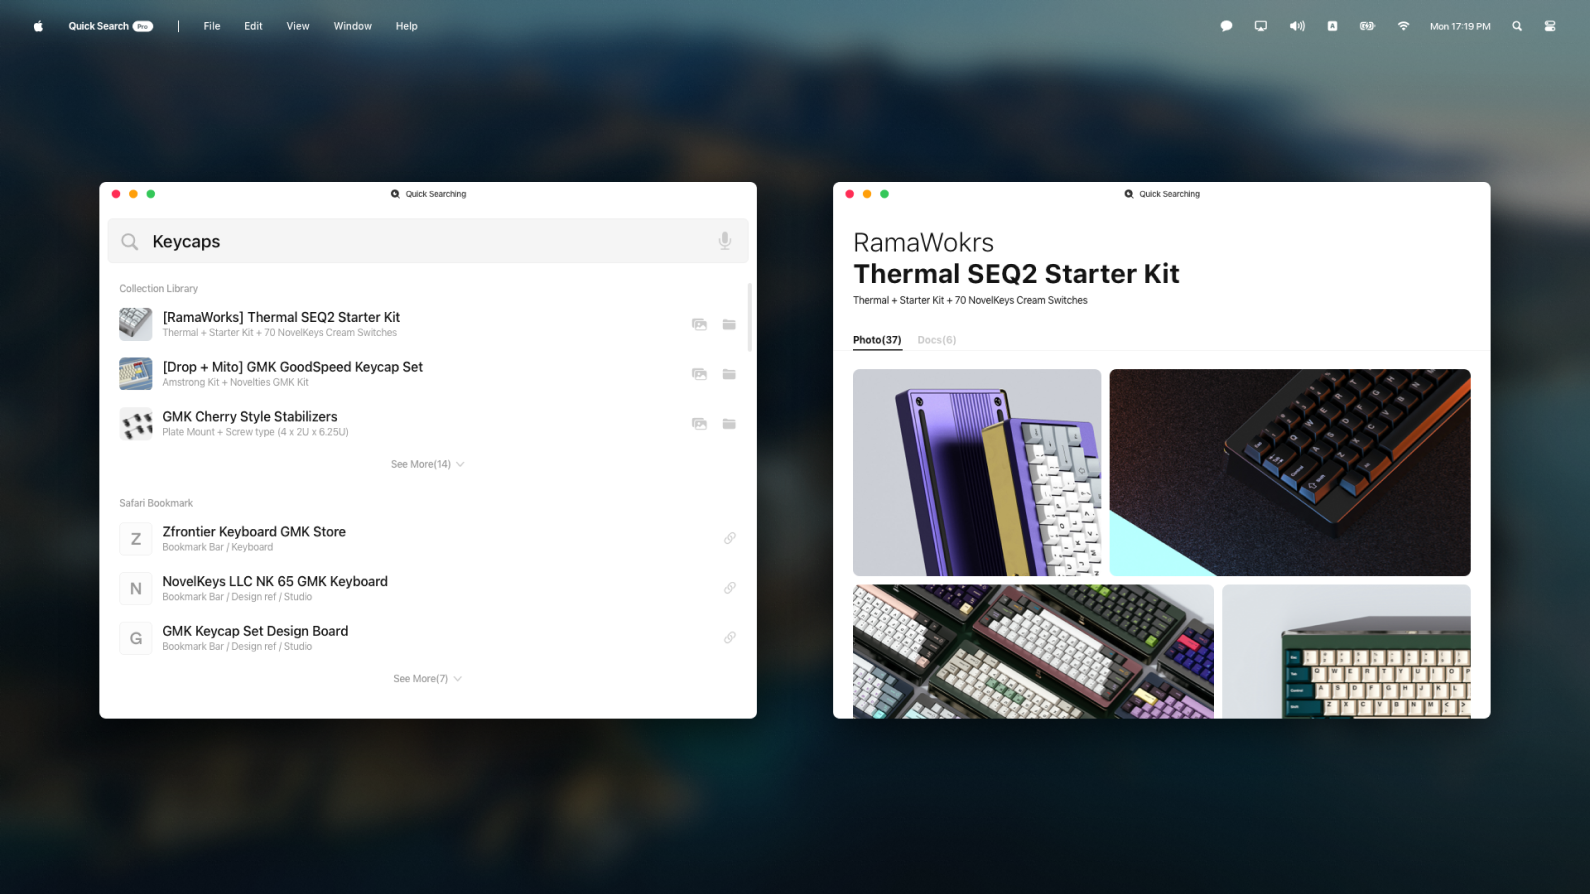 Quick Search Pro File Edit View Window Help
A Mon 17:19 PM
Quick Searching
Keycaps
Collection Library
[RamaWorks] Thermal SEQ2 Starter Kit
Thermal + Starter Kit + 70 NovelKeys Cream Switches
[Drop + Mito] GMK GoodSpeed Keycap Set
Amstrong Kit + Novelties GMK Kit
GMK Cherry Style Stabilizers
Plate Mount + Screw type (4 x 2U x 6.25U)
See More(14)
Safari Bookmark
Z
Zfrontier Keyboard GMK Store
Bookmark Bar / Keyboard
N
NovelKeys LLC NK 65 GMK Keyboard
Bookmark Bar / Design ref / Studio
G
GMK Keycap Set Design Board
Bookmark Bar / Design ref / Studio
See More(7)
Quick Searching
RamaWokrs
Thermal SEQ2 Starter Kit
Thermal + Starter Kit + 70 NovelKeys Cream Switches
Photo(37) Docs(6)